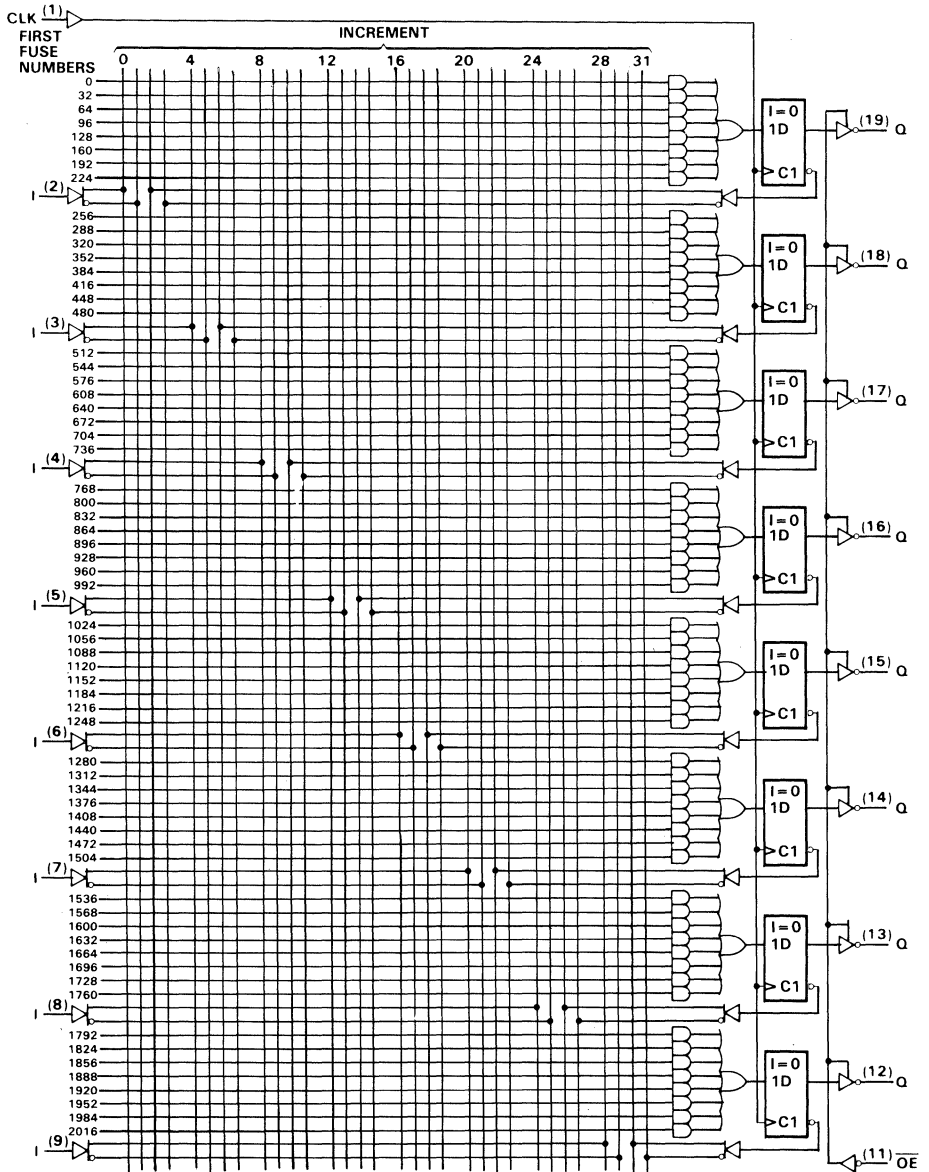 CLK (1)
FIRST
FUSE
NUMBERS
INCREMENT
0 4 8 12 16 20 24 28 31
0
32
64
96
128
160
192
224
I=0
1D
C1
(19) Q
I (2)
256
288
320
352
384
416
448
480
I=0
1D
C1
(18) Q
I (3)
512
544
576
608
640
672
704
736
I=0
1D
C1
(17) Q
I (4)
768
800
832
864
896
928
960
992
I=0
1D
C1
(16) Q
I (5)
1024
1056
1088
1120
1152
1184
1216
1248
I=0
1D
C1
(15) Q
I (6)
1280
1312
1344
1376
1408
1440
1472
1504
I=0
1D
C1
(14) Q
I (7)
1536
1568
1600
1632
1664
1696
1728
1760
I=0
1D
C1
(13) Q
I (8)
1792
1824
1856
1888
1920
1952
1984
2016
I=0
1D
C1
(12) Q
I (9)
(11) OE